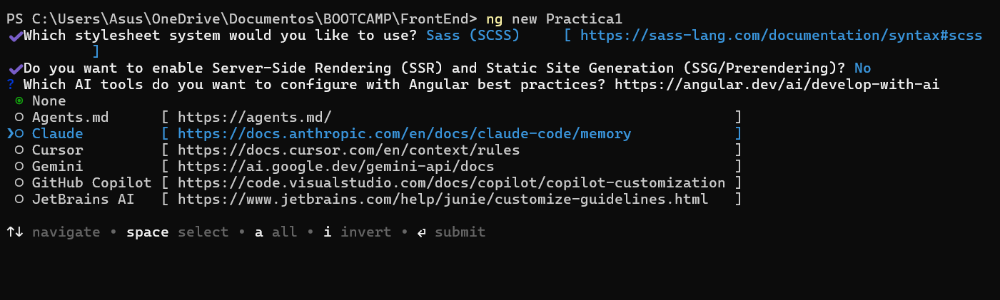 PS C:\Users\Asus\OneDrive\Documentos\BOOTCAMP\FrontEnd> ng new Practica1
✔Which stylesheet system would you like to use? Sass (SCSS)     [ https://sass-lang.com/documentation/syntax#scss
          ]
✔Do you want to enable Server-Side Rendering (SSR) and Static Site Generation (SSG/Prerendering)? No
? Which AI tools do you want to configure with Angular best practices? https://angular.dev/ai/develop-with-ai
 ◉ None
 ○ Agents.md      [ https://agents.md/                                               ]
❯○ Claude         [ https://docs.anthropic.com/en/docs/claude-code/memory            ]
 ○ Cursor         [ https://docs.cursor.com/en/context/rules                         ]
 ○ Gemini         [ https://ai.google.dev/gemini-api/docs                            ]
 ○ GitHub Copilot [ https://code.visualstudio.com/docs/copilot/copilot-customization ]
 ○ JetBrains AI   [ https://www.jetbrains.com/help/junie/customize-guidelines.html   ]
↑↓ navigate • space select • a all • i invert • ⏎ submit